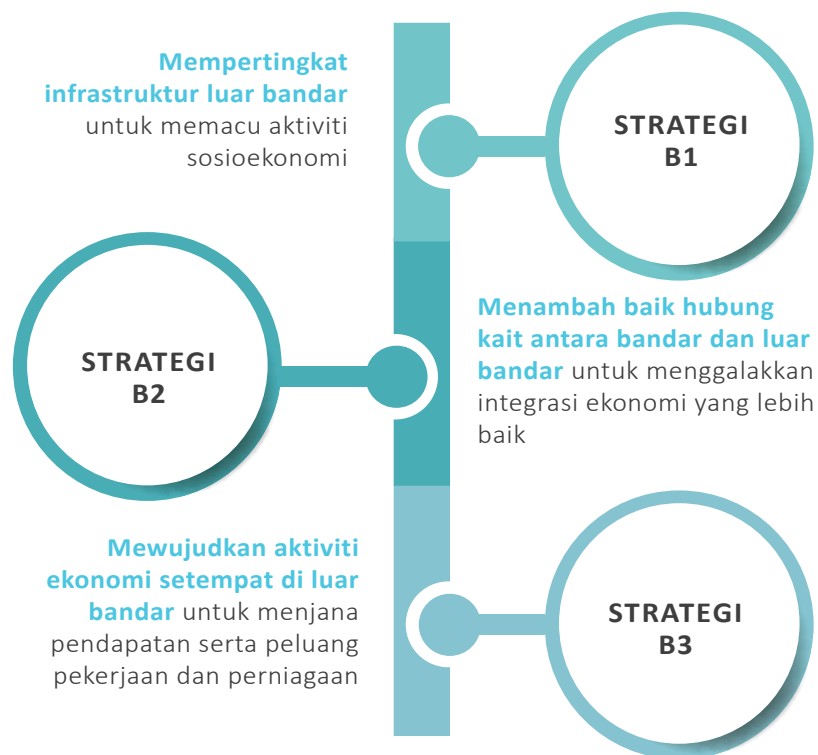 Mempertingkat
infrastruktur luar bandar
untuk memacu aktiviti
sosioekonomi
STRATEGI
B1
STRATEGI
B2
Menambah baik hubung
kait antara bandar dan luar
bandar untuk menggalakkan
integrasi ekonomi yang lebih
baik
Mewujudkan aktiviti
ekonomi setempat di luar
bandar untuk menjana
pendapatan serta peluang
pekerjaan dan perniagaan
STRATEGI
B3